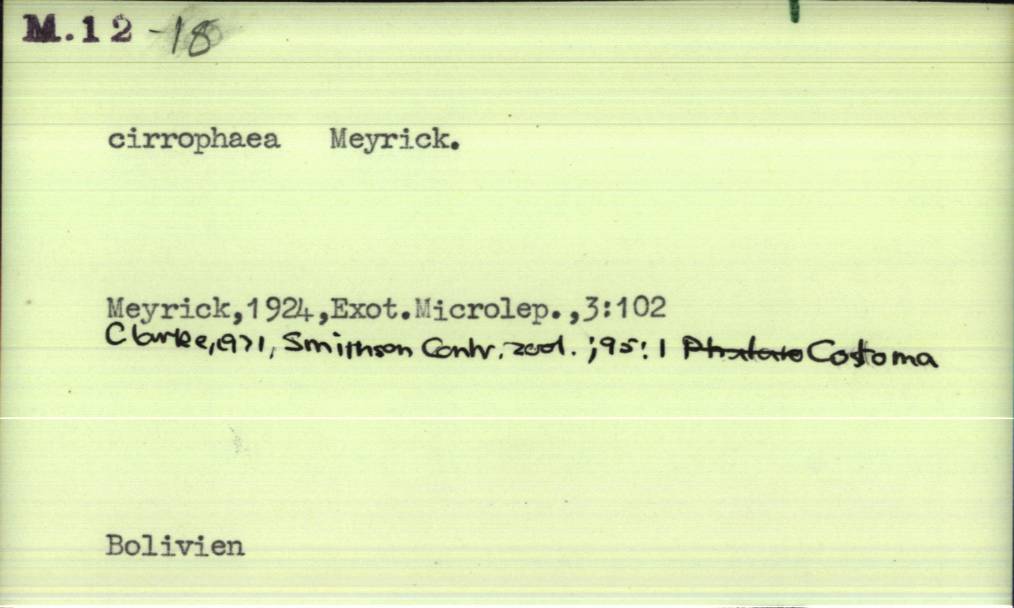 M.12 -18
cirrophaea Meyrick.
Meyrick,1924,Exot.Microlep.,3:102
Clarke,1971, Smithson Contr. zool. ;95:1 Costoma
Bolivien